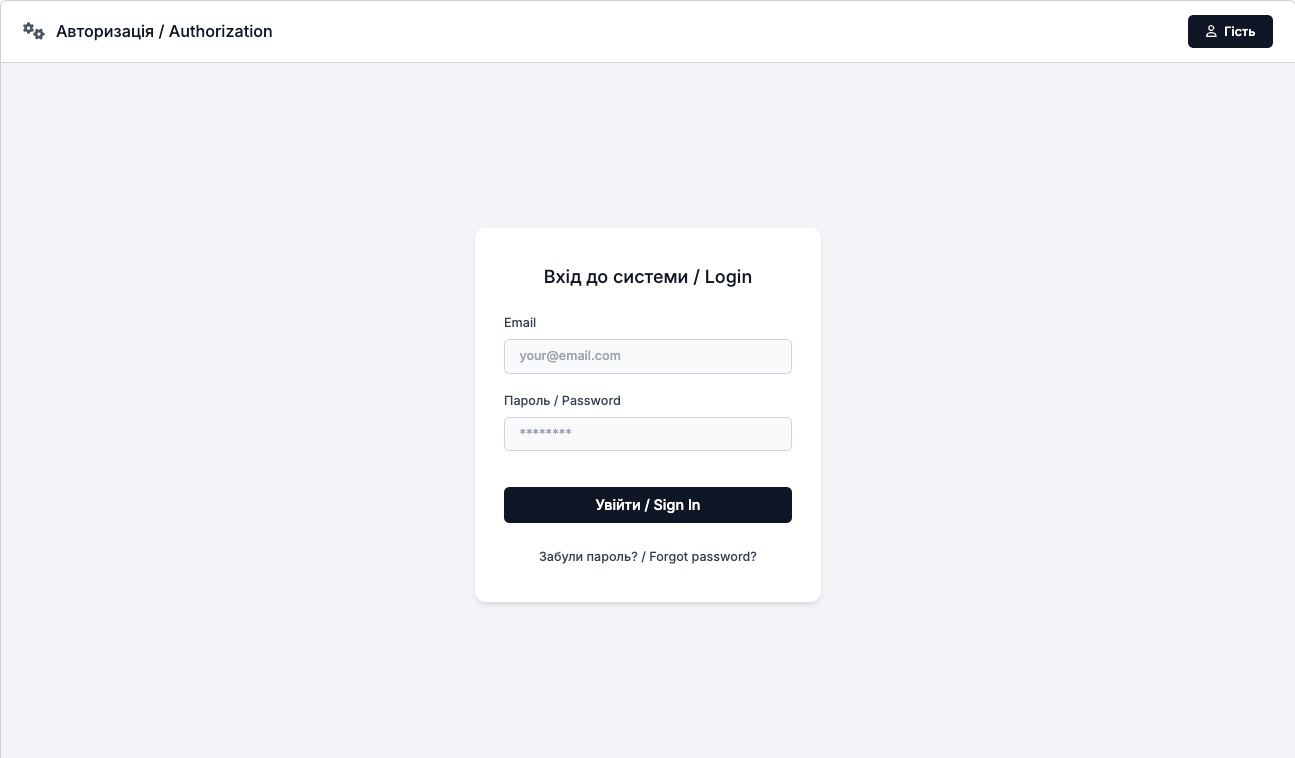 Авторизація / Authorization
Гість
Вхід до системи / Login
Email
your@email.com
Пароль / Password
********
Увійти / Sign In
Забули пароль? / Forgot password?